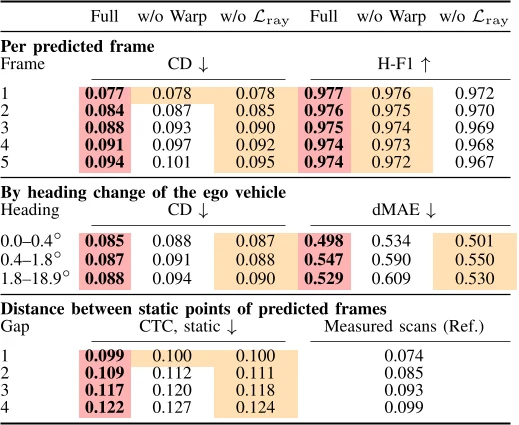 Full w/o Warp w/o ℒray Full w/o Warp w/o ℒray
Per predicted frame
Frame CD ↓ H-F1 ↑
1 0.077 0.078 0.078 0.977 0.976 0.972
2 0.084 0.087 0.085 0.976 0.975 0.970
3 0.088 0.093 0.090 0.975 0.974 0.969
4 0.091 0.097 0.092 0.974 0.973 0.968
5 0.094 0.101 0.095 0.974 0.972 0.967
By heading change of the ego vehicle
Heading CD ↓ dMAE ↓
0.0–0.4° 0.085 0.088 0.087 0.498 0.534 0.501
0.4–1.8° 0.087 0.091 0.088 0.547 0.590 0.550
1.8–18.9° 0.088 0.094 0.090 0.529 0.609 0.530
Distance between static points of predicted frames
Gap CTC, static ↓ Measured scans (Ref.)
1 0.099 0.100 0.100 0.074
2 0.109 0.112 0.111 0.085
3 0.117 0.120 0.118 0.093
4 0.122 0.127 0.124 0.099